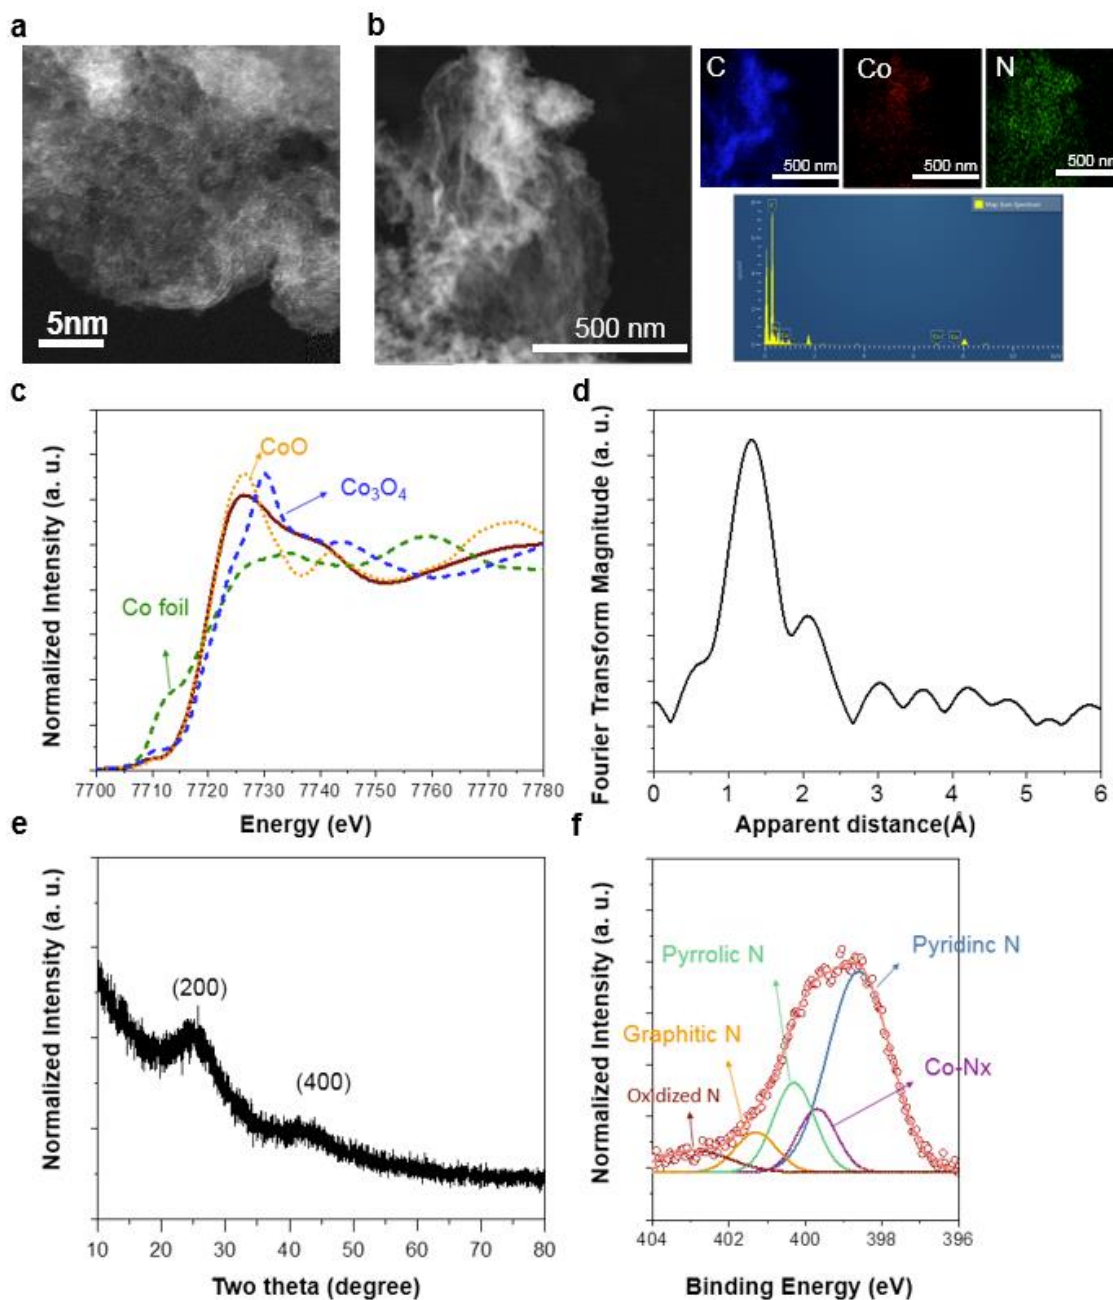 a
b
5nm
500 nm
C
500 nm
Co
500 nm
N
500 nm
Map Sum Spectrum
c
CoO
Co3O4
Co foil
Normalized Intensity (a. u.)
7700 7710 7720 7730 7740 7750 7760 7770 7780
Energy (eV)
d
Fourier Transform Magnitude (a. u.)
0 1 2 3 4 5 6
Apparent distance(Å)
e
(200)
(400)
Normalized Intensity (a. u.)
10 20 30 40 50 60 70 80
Two theta (degree)
f
Pyrrolic N
Pyridinc N
Graphitic N
Co-Nx
Oxidized N
Normalized Intensity (a. u.)
404 402 400 398 396
Binding Energy (eV)